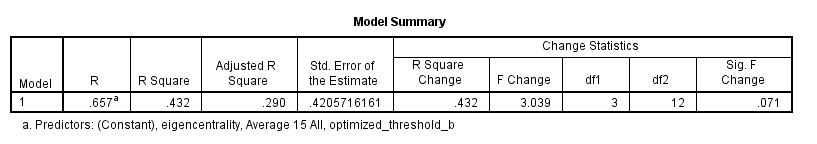 Model Summary
Change Statistics
Model R R Square Adjusted R Square Std. Error of the Estimate R Square Change F Change df1 df2 Sig. F Change
1 .657a .432 .290 .4205716161 .432 3.039 3 12 .071
a. Predictors: (Constant), eigencentrality, Average 15 All, optimized_threshold_b